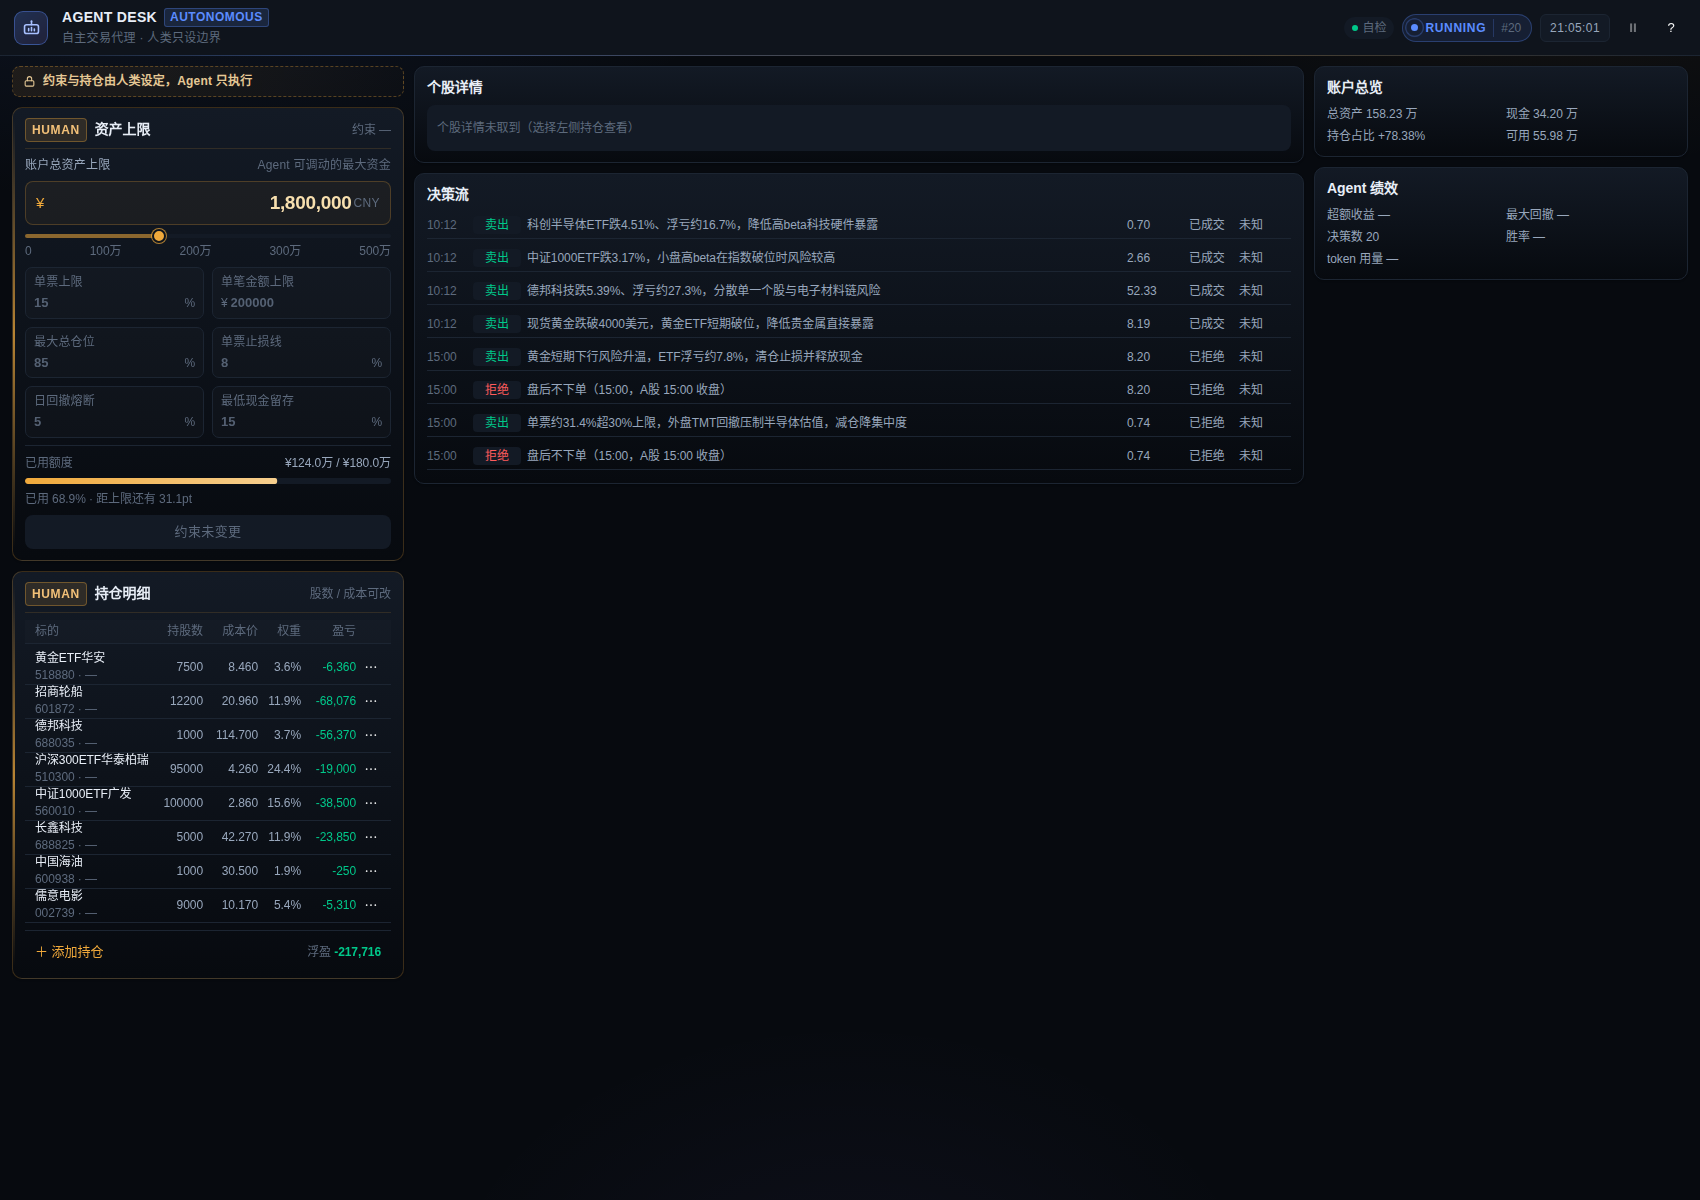 AGENT DESK AUTONOMOUS
自主交易代理 · 人类只设边界
自检 RUNNING #20 21:05:01 ?
约束与持仓由人类设定，Agent 只执行
HUMAN 资产上限 约束 —
账户总资产上限 Agent 可调动的最大资金
¥ 1,800,000 CNY
0 100万 200万 300万 500万
单票上限 单笔金额上限
15 % ¥ 200000
最大总仓位 单票止损线
85 % 8 %
日回撤熔断 最低现金留存
5 % 15 %
已用额度 ¥124.0万 / ¥180.0万
已用 68.9% · 距上限还有 31.1pt
约束未变更
HUMAN 持仓明细 股数 / 成本可改
标的 持股数 成本价 权重 盈亏
黄金ETF华安
518880 · — 7500 8.460 3.6% -6,360 ⋯
招商轮船
601872 · — 12200 20.960 11.9% -68,076 ⋯
德邦科技
688035 · — 1000 114.700 3.7% -56,370 ⋯
沪深300ETF华泰柏瑞
510300 · — 95000 4.260 24.4% -19,000 ⋯
中证1000ETF广发
560010 · — 100000 2.860 15.6% -38,500 ⋯
长鑫科技
688825 · — 5000 42.270 11.9% -23,850 ⋯
中国海油
600938 · — 1000 30.500 1.9% -250 ⋯
儒意电影
002739 · — 9000 10.170 5.4% -5,310 ⋯
＋ 添加持仓 浮盈 -217,716
个股详情
个股详情未取到（选择左侧持仓查看）
决策流
10:12 卖出 科创半导体ETF跌4.51%、浮亏约16.7%，降低高beta科技硬件暴露 0.70 已成交 未知
10:12 卖出 中证1000ETF跌3.17%，小盘高beta在指数破位时风险较高 2.66 已成交 未知
10:12 卖出 德邦科技跌5.39%、浮亏约27.3%，分散单一个股与电子材料链风险 52.33 已成交 未知
10:12 卖出 现货黄金跌破4000美元，黄金ETF短期破位，降低贵金属直接暴露 8.19 已成交 未知
15:00 卖出 黄金短期下行风险升温，ETF浮亏约7.8%，清仓止损并释放现金 8.20 已拒绝 未知
15:00 拒绝 盘后不下单（15:00，A股 15:00 收盘） 8.20 已拒绝 未知
15:00 卖出 单票约31.4%超30%上限，外盘TMT回撤压制半导体估值，减仓降集中度 0.74 已拒绝 未知
15:00 拒绝 盘后不下单（15:00，A股 15:00 收盘） 0.74 已拒绝 未知
账户总览
总资产 158.23 万 现金 34.20 万
持仓占比 +78.38% 可用 55.98 万
Agent 绩效
超额收益 — 最大回撤 —
决策数 20 胜率 —
token 用量 —